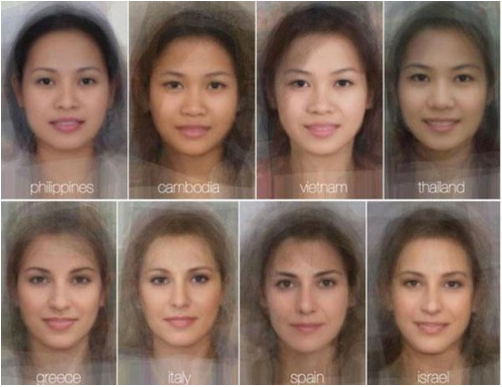 philippines
cambodia
vietnam
thailand
greece
italy
spain
israel